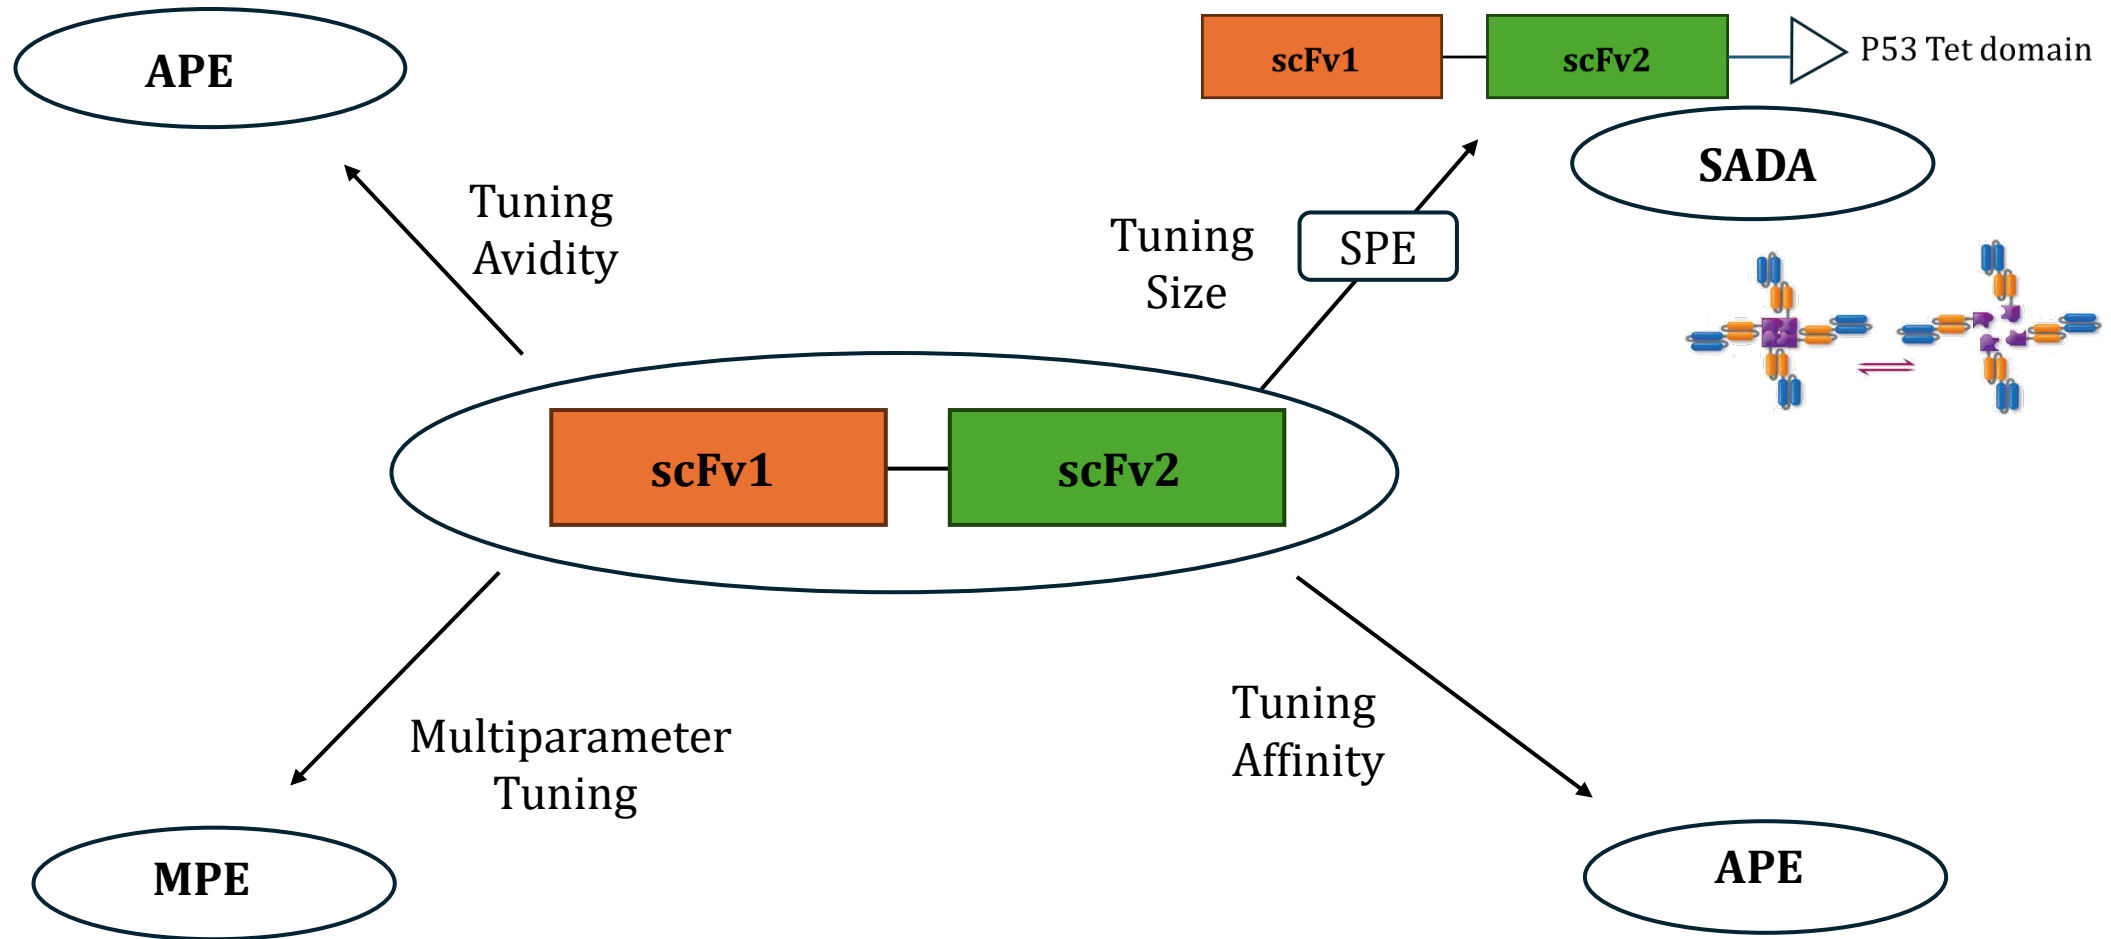 APE
scFv1
scFv2
P53 Tet domain
SADA
Tuning
Avidity
Tuning
Size
SPE
scFv1
scFv2
Multiparameter
Tuning
Tuning
Affinity
MPE
APE